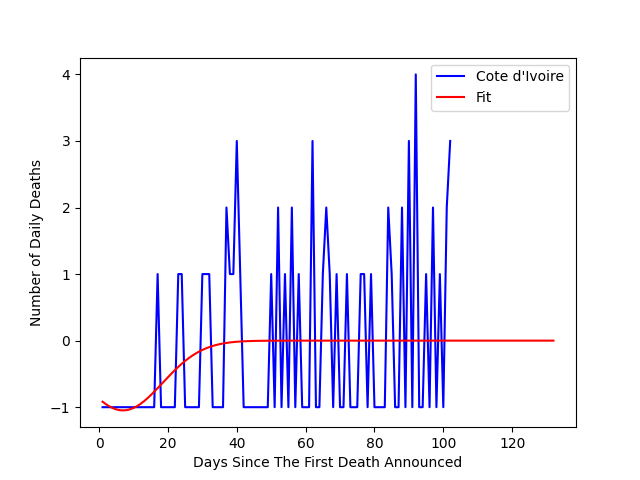 Cote d'Ivoire
Fit
4
3
2
1
0
−1
Number of Daily Deaths
0 20 40 60 80 100 120
Days Since The First Death Announced